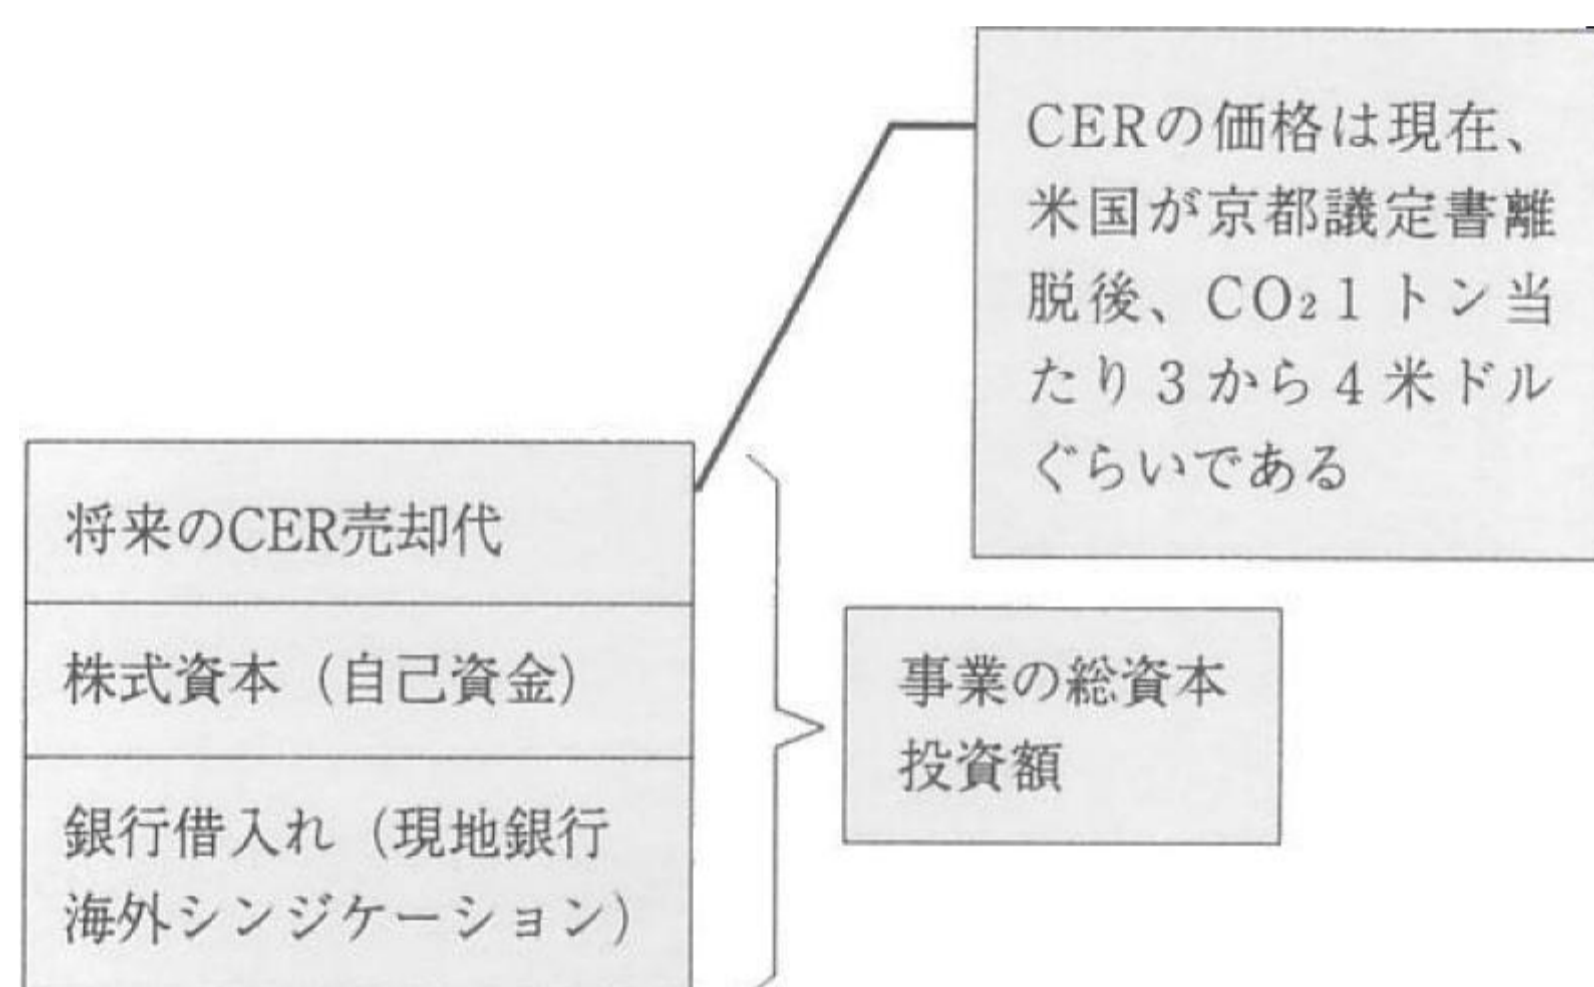 CERの価格は現在、
米国が京都議定書離
脱後、CO₂1トン当
たり3から4米ドル
ぐらいである
将来のCER売却代
株式資本（自己資金）
銀行借入れ（現地銀行
海外シンジケーション）
事業の総資本
投資額